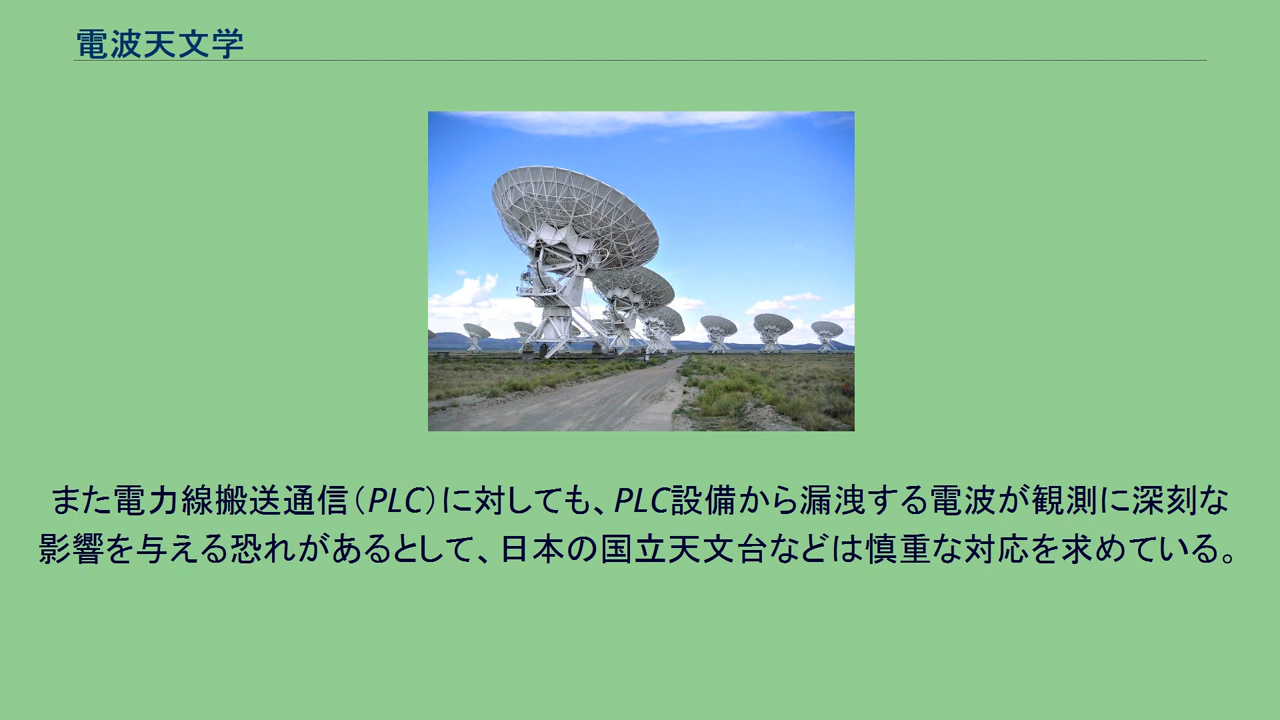 電波天文学
また電力線搬送通信（PLC）に対しても、PLC設備から漏洩する電波が観測に深刻な
影響を与える恐れがあるとして、日本の国立天文台などは慎重な対応を求めている。